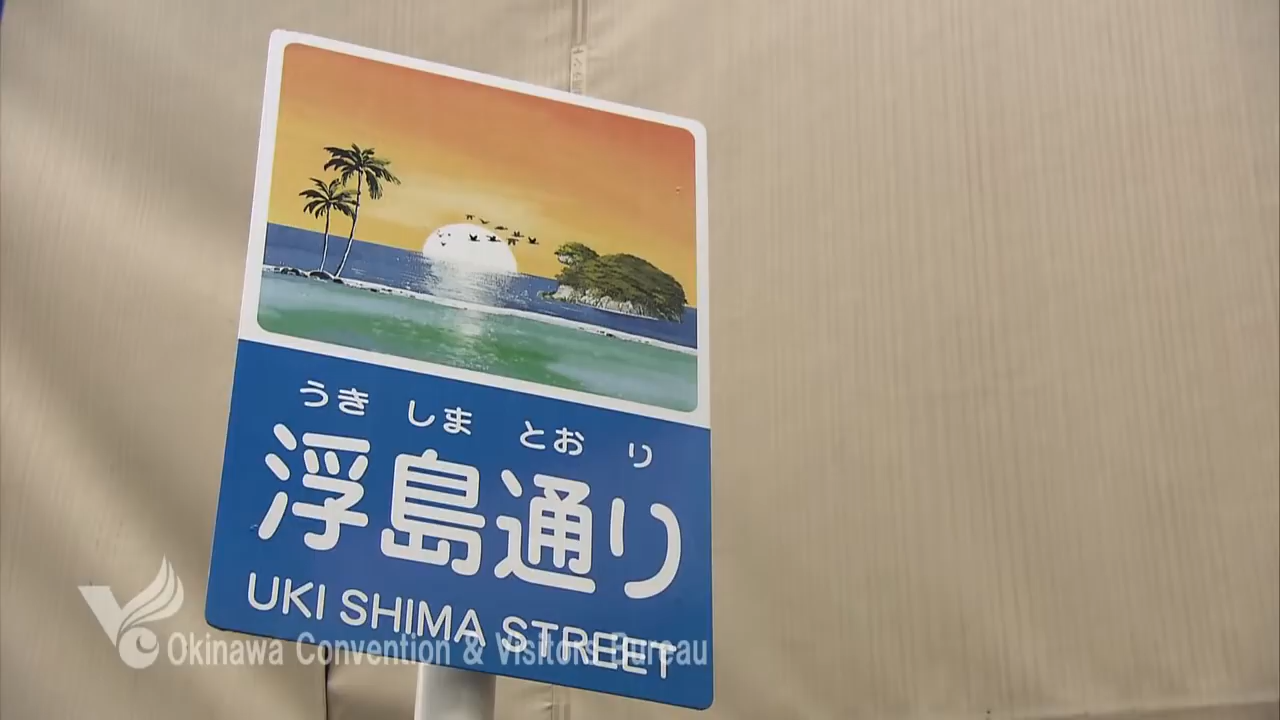 うき しま とお り
浮島通り
UKI SHIMA STREET
Okinawa Convention & Visitors Bureau